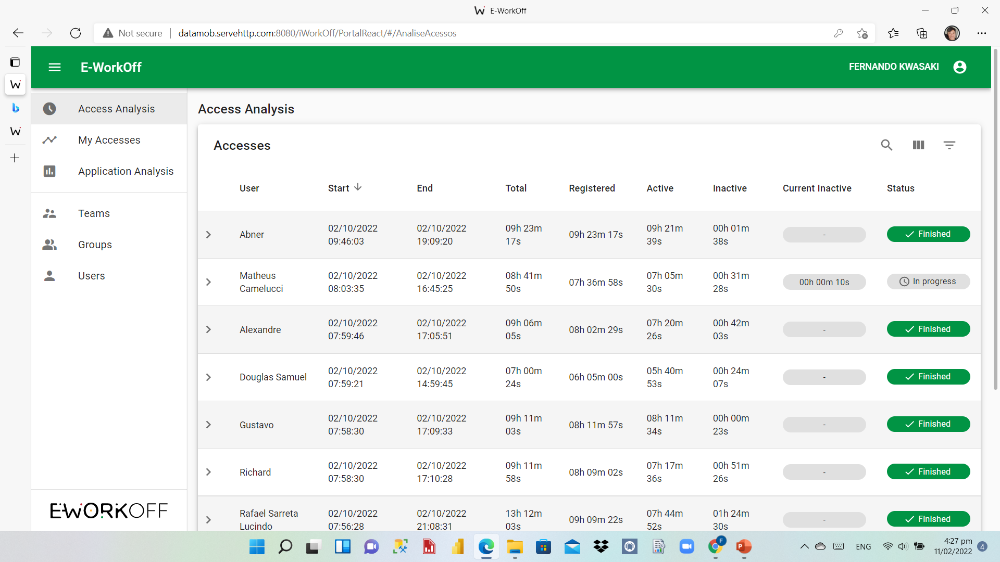 E-WorkOff
Not secure
datamob.servehttp.com:8080/iWorkOff/PortalReact/#/AnaliseAcessos
E-WorkOff
FERNANDO KWASAKI
Access Analysis
My Accesses
Application Analysis
Teams
Groups
Users
EWORKOFF
Access Analysis
Accesses
User Start End Total Registered Active Inactive Current Inactive Status
Abner 02/10/2022 09:46:03 02/10/2022 19:09:20 09h 23m 17s 09h 23m 17s 09h 21m 39s 00h 01m 38s - Finished
Matheus Camelucci 02/10/2022 08:03:35 02/10/2022 16:45:25 08h 41m 50s 07h 36m 58s 07h 05m 30s 00h 31m 28s 00h 00m 10s In progress
Alexandre 02/10/2022 07:59:46 02/10/2022 17:05:51 09h 06m 05s 08h 02m 29s 07h 20m 26s 00h 42m 03s - Finished
Douglas Samuel 02/10/2022 07:59:21 02/10/2022 14:59:45 07h 00m 24s 06h 05m 00s 05h 40m 53s 00h 24m 07s - Finished
Gustavo 02/10/2022 07:58:30 02/10/2022 17:09:33 09h 11m 03s 08h 11m 57s 08h 11m 34s 00h 00m 23s - Finished
Richard 02/10/2022 07:58:30 02/10/2022 17:10:28 09h 11m 58s 08h 09m 02s 07h 17m 36s 00h 51m 26s - Finished
Rafael Sarreta Lucindo 02/10/2022 07:56:28 02/10/2022 21:08:31 13h 12m 03s 09h 09m 22s 07h 44m 52s 01h 24m 30s - Finished
F
P
ENG
4:27 pm
11/02/2022
4